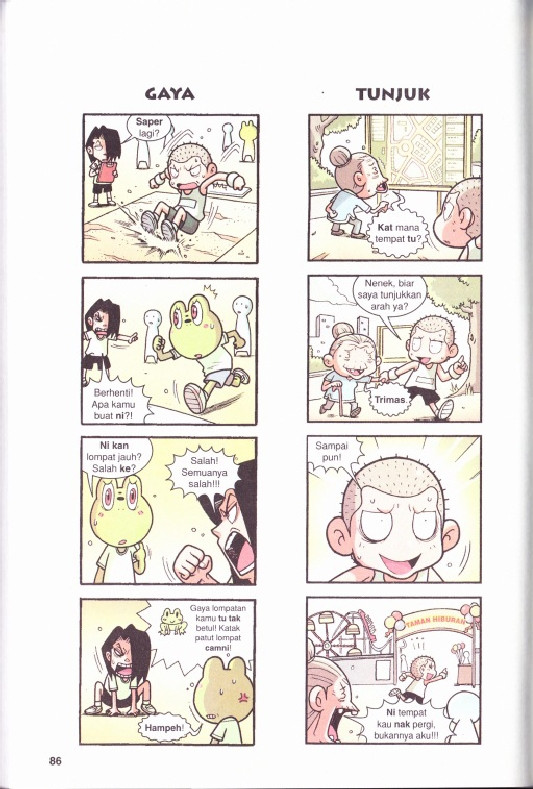 GAYA
Saper
lagi?
Berhenti!
Apa kamu
buat ni?!
Ni kan
lompat jauh?
Salah ke?
Salah!
Semuanya
salah!!!
Gaya lompatan
kamu tu tak
betul! Katak
patut lompat
camni!
Hampeh!
TUNJUK
Kat mana
tempat tu?
Nenek, biar
saya tunjukkan
arah ya?
Trimas.
Sampai
pun!
TAMAN HIBURAN
Ni tempat
kau nak pergi,
bukannya aku!!!
86